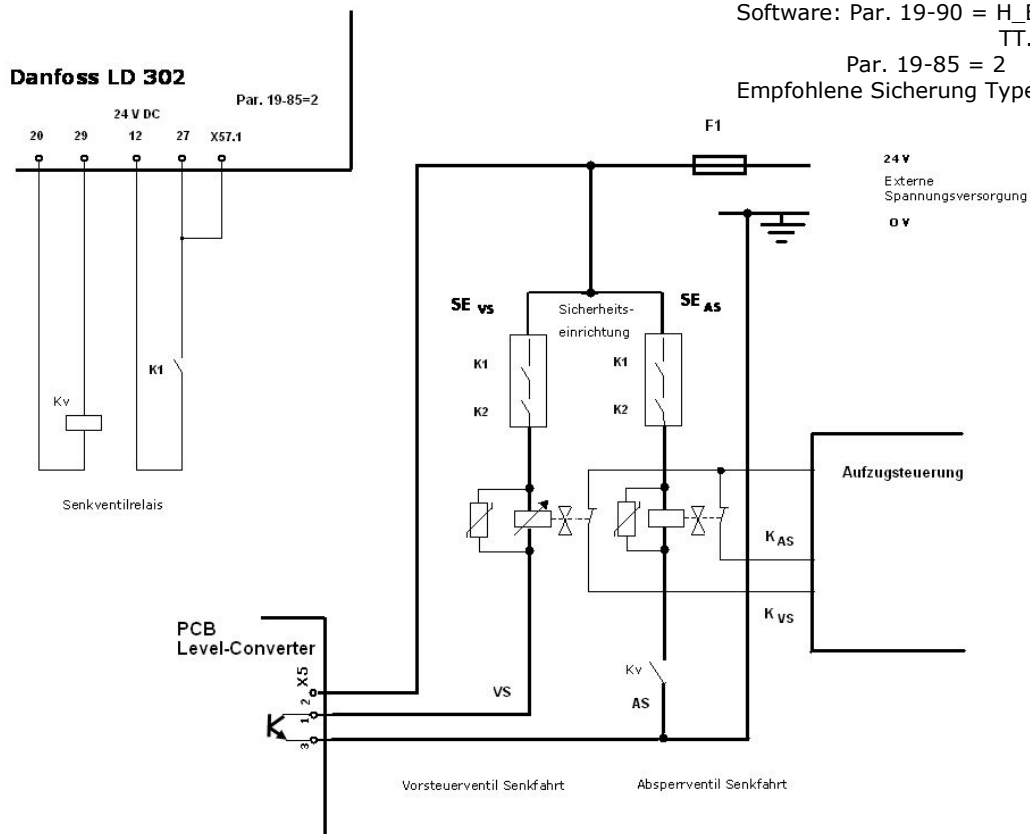 Software: Par. 19-90 = H_
TT.
Par. 19-85 = 2
Empfohlene Sicherung Type
Danfoss LD 302
Par. 19-85=2
24 V DC
20 29 12 27 X57.1
F1
24 V
Externe
Spannungsversorgung
0 V
SE VS
Sicherheits-
einrichtung
SE AS
K1
K1
K1
K2
K2
Kv
Senkventilrelais
Aufzugsteuerung
K AS
K VS
PCB
Level-Converter
X5
2
1
3
VS
Kv
AS
Vorsteuerventil Senkfahrt
Absperrventil Senkfahrt